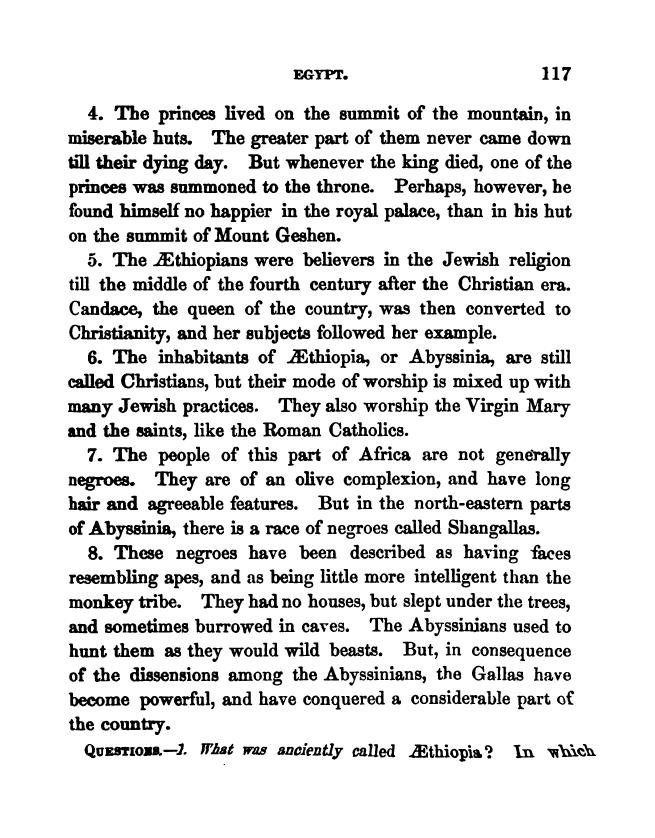 EGYPT. 117
4. The princes lived on the summit of the mountain, in
miserable huts. The greater part of them never came down
till their dying day. But whenever the king died, one of the
princes was summoned to the throne. Perhaps, however, he
found himself no happier in the royal palace, than in his hut
on the summit of Mount Geshen.
5. The Æthiopians were believers in the Jewish religion
till the middle of the fourth century after the Christian era.
Candace, the queen of the country, was then converted to
Christianity, and her subjects followed her example.
6. The inhabitants of Æthiopia, or Abyssinia, are still
called Christians, but their mode of worship is mixed up with
many Jewish practices. They also worship the Virgin Mary
and the saints, like the Roman Catholics.
7. The people of this part of Africa are not generally
negroes. They are of an olive complexion, and have long
hair and agreeable features. But in the north-eastern parts
of Abyssinia, there is a race of negroes called Shangallas.
8. These negroes have been described as having faces
resembling apes, and as being little more intelligent than the
monkey tribe. They had no houses, but slept under the trees,
and sometimes burrowed in caves. The Abyssinians used to
hunt them as they would wild beasts. But, in consequence
of the dissensions among the Abyssinians, the Gallas have
become powerful, and have conquered a considerable part of
the country.
QUESTIONS.—1. What was anciently called Æthiopia? In which